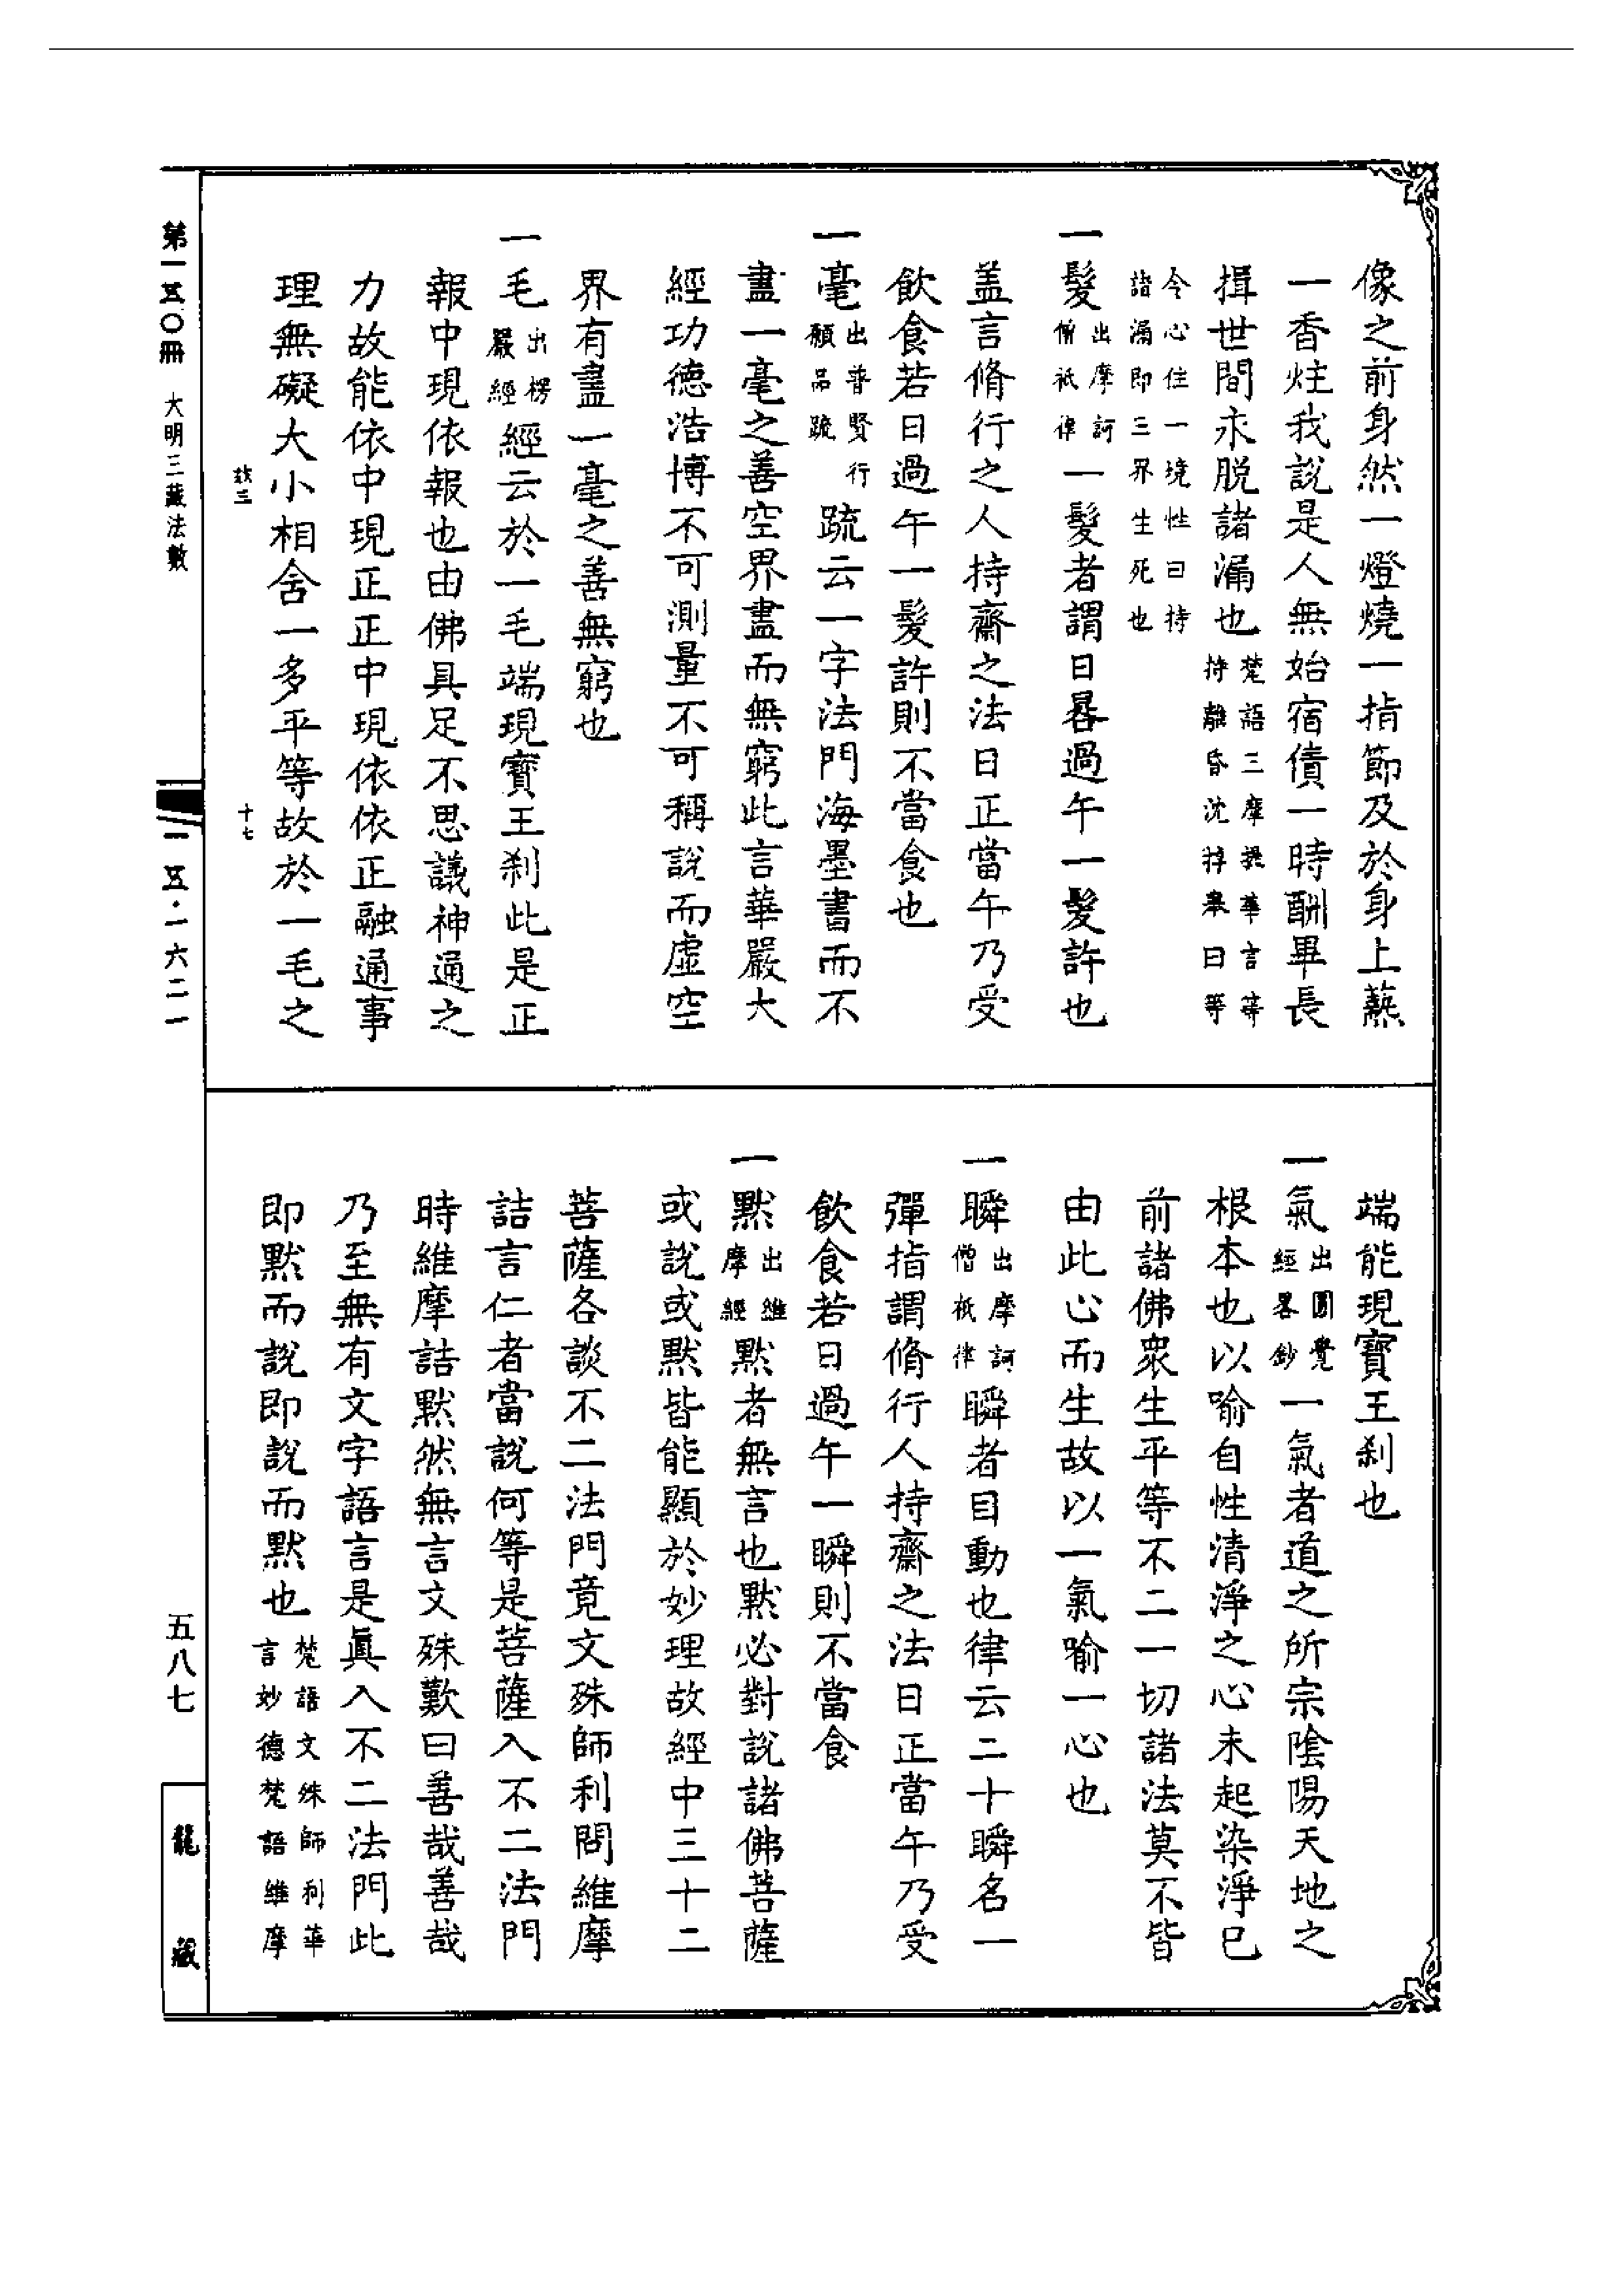 像之前身然一燈燒一指節及於身上爇
一香炷我說是人無始宿債一時酬畢長
揖世間永脱諸漏也梵語三摩提華言等持離昏沈掉舉曰等
令心住一境性曰持諸漏即三界生死也
一髮出摩訶僧祇律一髮者謂日晷過午一髮許也
盖言脩行之人持齋之法日正當午乃受
飲食若日過午一髮許則不當食也
一毫出普賢行願品䟽䟽云一字法門海墨書而不
盡一毫之善空界盡而無窮此言華嚴大
經功德浩博不可測量不可稱說而虛空
界有盡一毫之善無窮也
一毛出楞嚴經經云於一毛端現寶王刹此是正
報中現依報也由佛具足不思議神通之
力故能依中現正正中現依依正融通事
理無礙大小相舍一多平等故於一毛之
十七
第一五〇冊 大明三藏法數
一五·一六二一
端能現寶王刹也
一氣出圓覺經畧鈔一氣者道之所宗陰陽天地之
根本也以喻自性清淨之心未起染淨已
前諸佛衆生平等不二一切諸法莫不皆
由此心而生故以一氣喻一心也
一瞬出摩訶僧祇律瞬者目動也律云二十瞬名一
彈指謂脩行人持齋之法日正當午乃受
飲食若日過午一瞬則不當食
一默出維摩經默者無言也默必對說諸佛菩薩
或說或默皆能顯於妙理故經中三十二
菩薩各談不二法門竟文殊師利問維摩
詰言仁者當說何等是菩薩入不二法門
時維摩詰默然無言文殊歎曰善哉善哉
乃至無有文字語言是眞入不二法門此
即默而說即說而默也梵語文殊師利華言妙德梵語維摩
五八七
龍藏